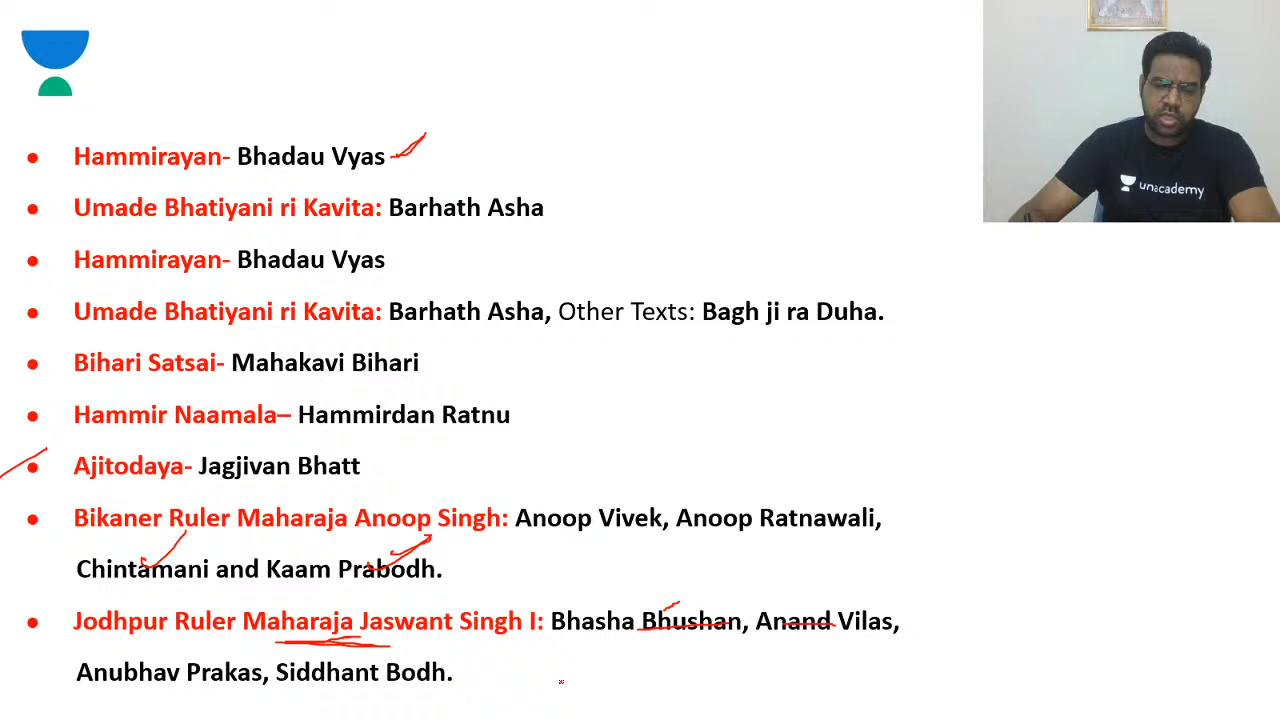 unacademy
Hammirayan- Bhadau Vyas
Umade Bhatiyani ri Kavita: Barhath Asha
Hammirayan- Bhadau Vyas
Umade Bhatiyani ri Kavita: Barhath Asha, Other Texts: Bagh ji ra Duha.
Bihari Satsai- Mahakavi Bihari
Hammir Naamala– Hammirdan Ratnu
Ajitodaya- Jagjivan Bhatt
Bikaner Ruler Maharaja Anoop Singh: Anoop Vivek, Anoop Ratnawali,
Chintamani and Kaam Prabodh.
Jodhpur Ruler Maharaja Jaswant Singh I: Bhasha Bhushan, Anand Vilas,
Anubhav Prakas, Siddhant Bodh.